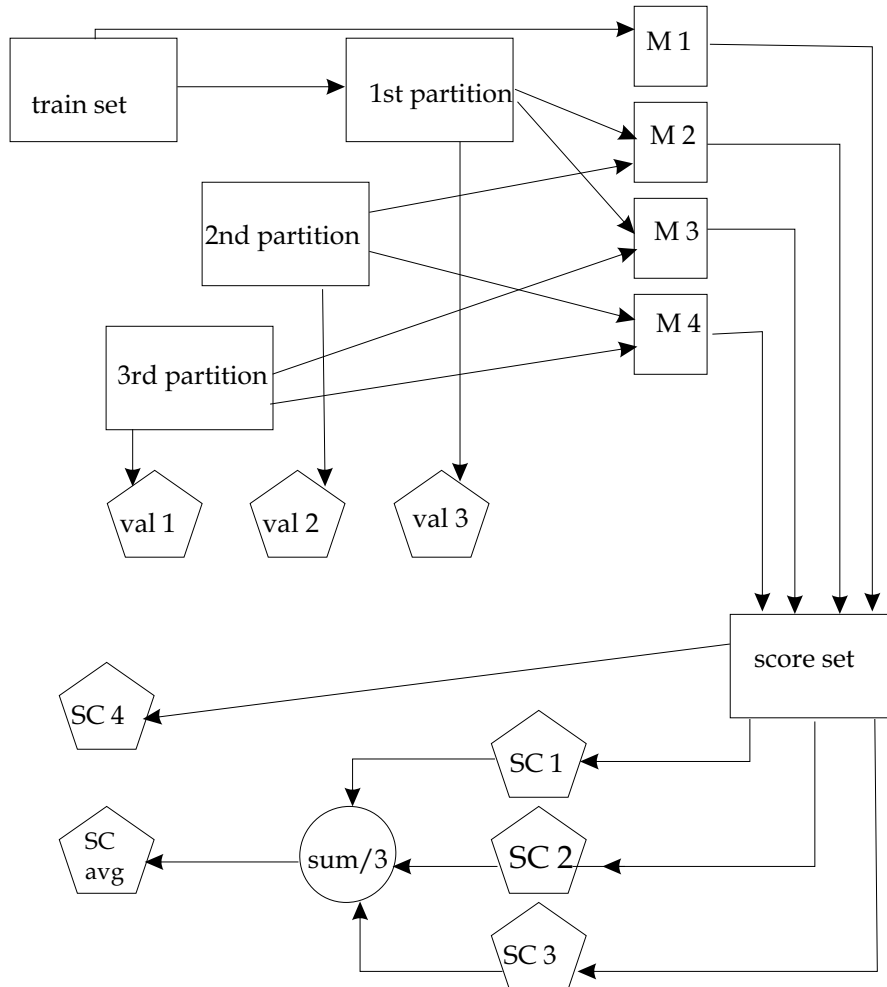 M 1
train set
1st partition
M 2
2nd partition
M 3
M 4
3rd partition
val 1
val 2
val 3
score set
SC 4
SC 1
SC
avg
sum/3
SC 2
SC 3